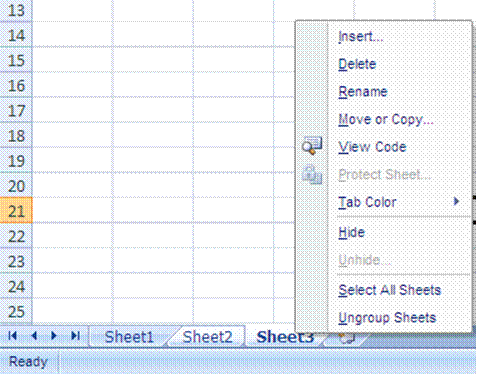 13
14
15
16
17
18
19
20
21
22
23
24
25
Insert...
Delete
Rename
Move or Copy...
View Code
Protect Sheet...
Tab Color
Hide
Unhide...
Select All Sheets
Ungroup Sheets
Sheet1 Sheet2 Sheet3
Ready